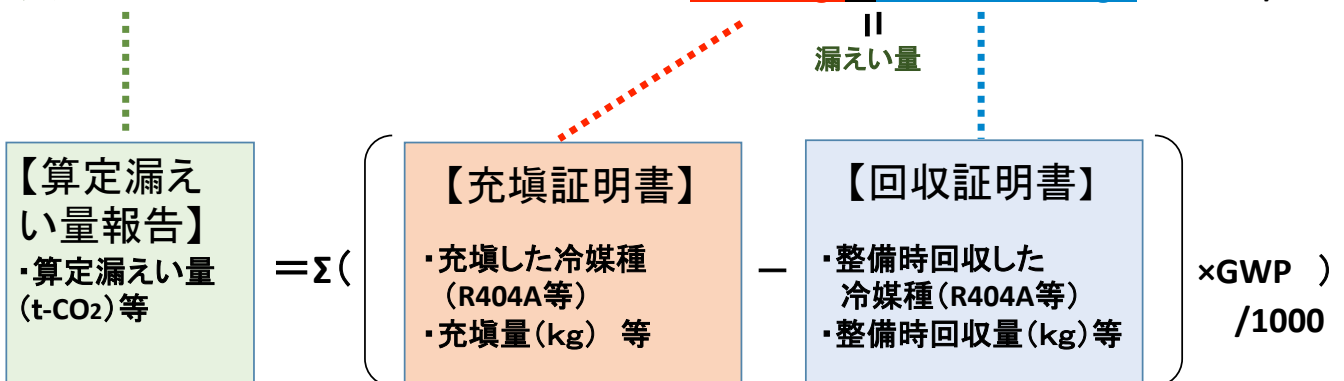 =
漏えい量
【算定漏え
い量報告】
・算定漏えい量
(t-CO2)等
＝Σ(
【充塡証明書】
・充塡した冷媒種
(R404A等)
・充塡量(kg) 等
－
【回収証明書】
・整備時回収した
冷媒種(R404A等)
・整備時回収量(kg)等
×GWP )
/1000